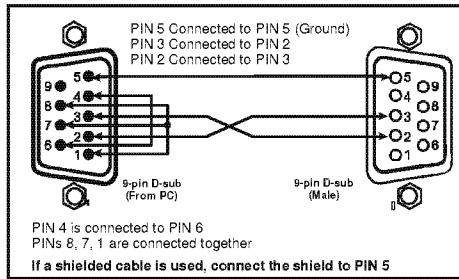 PIN 5 Connected to PIN 5 (Ground)
PIN 3 Connected to PIN 2
PIN 2 Connected to PIN 3
5
9
4
8
3
7
2
6
1
5
9
4
8
3
7
2
6
1
9-pin D-sub
(From PC)
9-pin D-sub
(Male)
PIN 4 is connected to PIN 6
PINs 8, 7, 1 are connected together
If a shielded cable is used, connect the shield to PIN 5